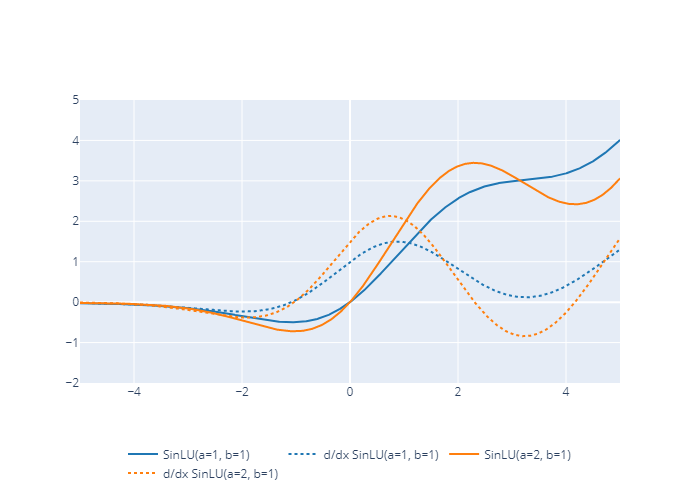 5
4
3
2
1
0
−1
−2
−4 −2 0 2 4
SinLU(a=1, b=1) d/dx SinLU(a=1, b=1) SinLU(a=2, b=1)
d/dx SinLU(a=2, b=1)